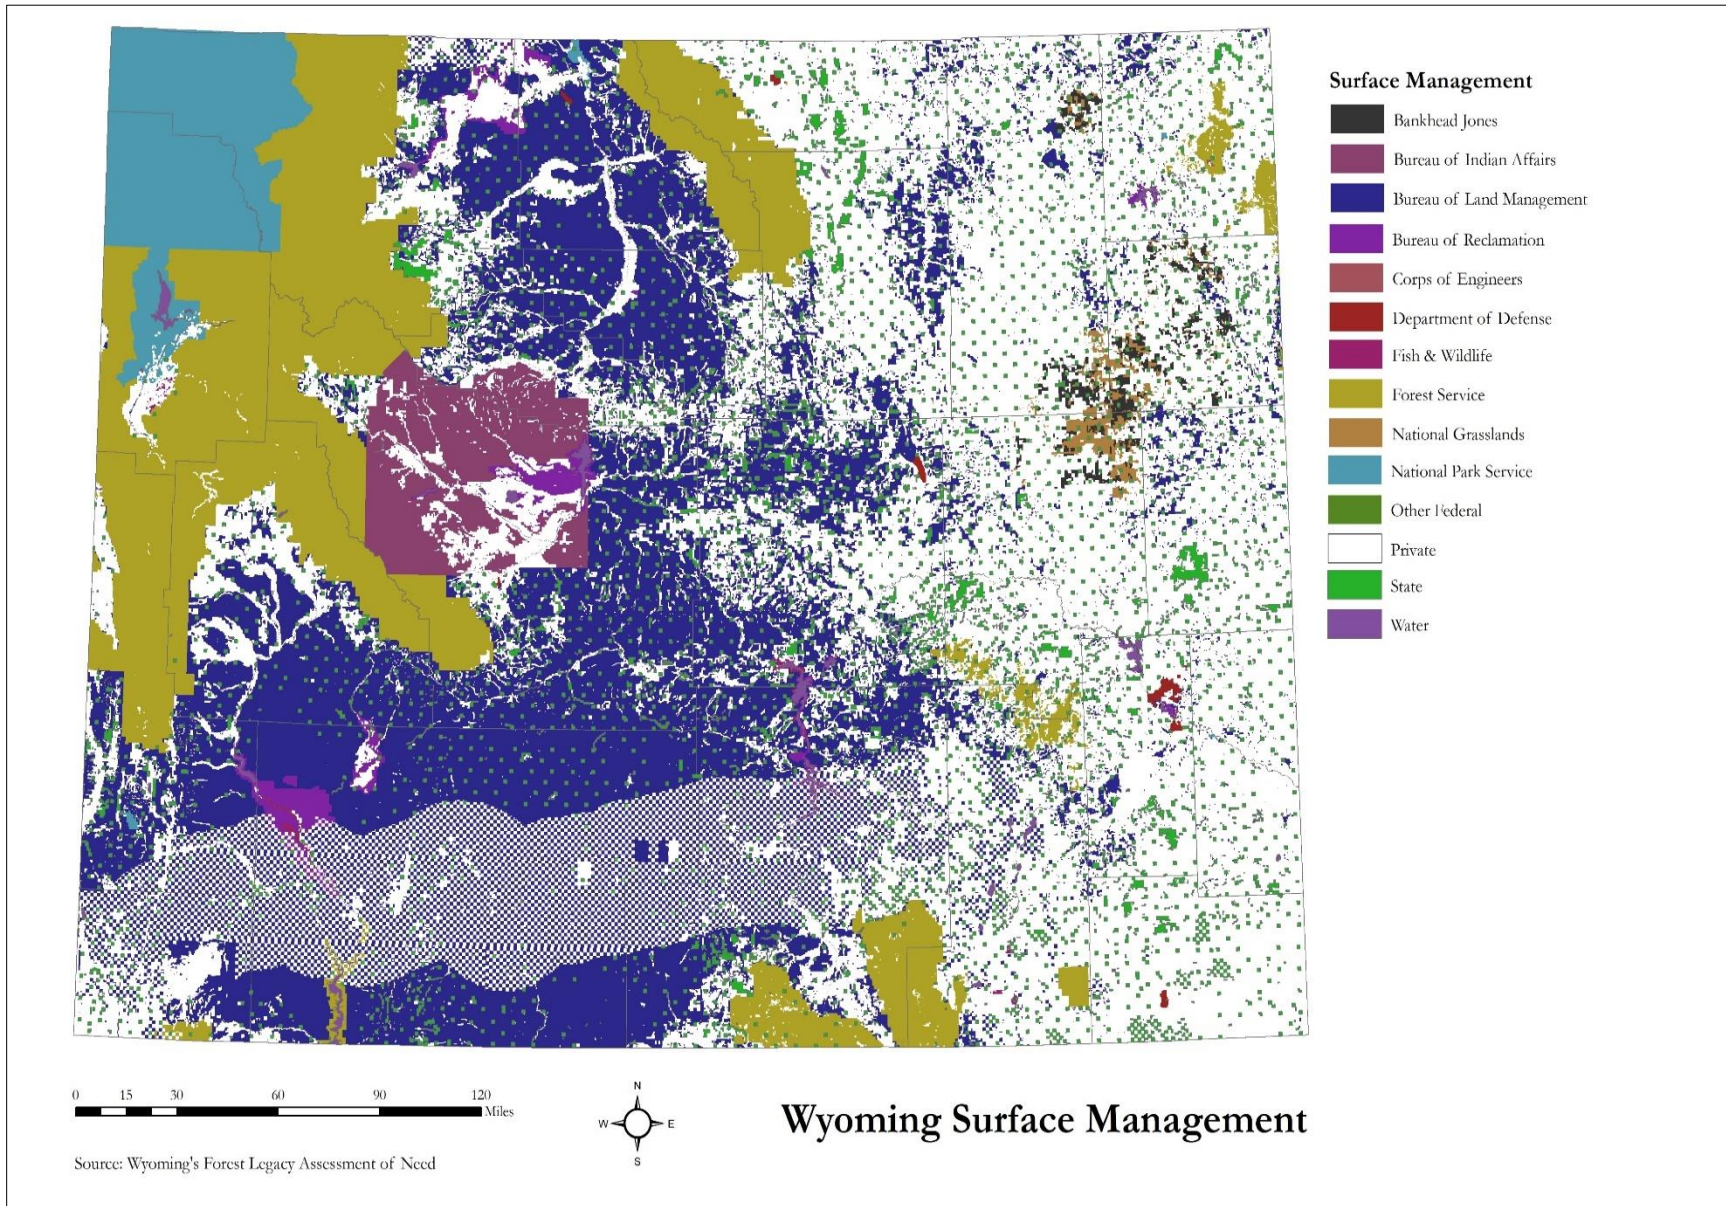 Surface Management
Bankhead Jones
Bureau of Indian Affairs
Bureau of Land Management
Bureau of Reclamation
Corps of Engineers
Department of Defense
Fish & Wildlife
Forest Service
National Grasslands
National Park Service
Other Federal
Private
State
Water
0 15 30 60 90 120
Miles
N
W E
S
Wyoming Surface Management
Source: Wyoming's Forest Legacy Assessment of Need